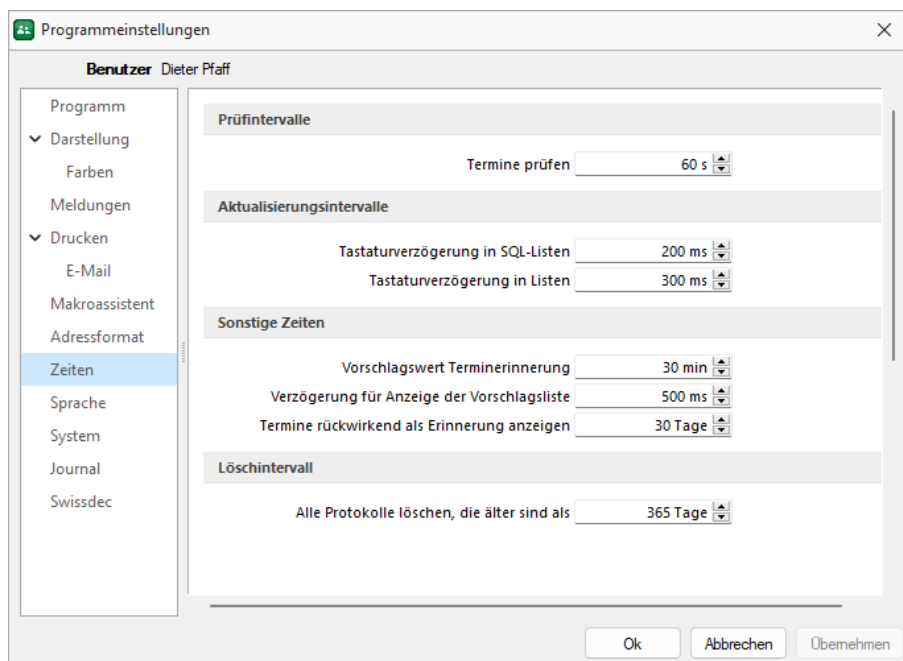 Programmeinstellungen
Benutzer Dieter Pfaff
Programm
Darstellung
Farben
Meldungen
Drucken
E-Mail
Makroassistent
Adressformat
Zeiten
Sprache
System
Journal
Swissdec
Prüfintervalle
Termine prüfen 60 s
Aktualisierungsintervalle
Tastaturverzögerung in SQL-Listen 200 ms
Tastaturverzögerung in Listen 300 ms
Sonstige Zeiten
Vorschlagswert Terminerinnerung 30 min
Verzögerung für Anzeige der Vorschlagsliste 500 ms
Termine rückwirkend als Erinnerung anzeigen 30 Tage
Löschintervall
Alle Protokolle löschen, die älter sind als 365 Tage
Ok Abbrechen Übernehmen